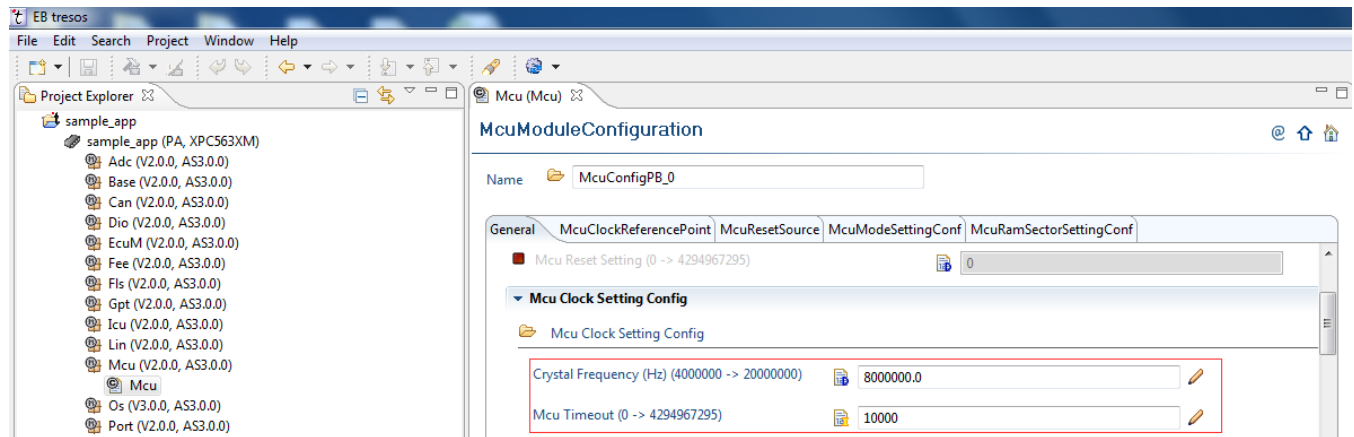 EB tresos
File Edit Search Project Window Help
Project Explorer
Mcu (Mcu)
sample_app
sample_app (PA, XPC563XM)
Adc (V2.0.0, AS3.0.0)
Base (V2.0.0, AS3.0.0)
Can (V2.0.0, AS3.0.0)
Dio (V2.0.0, AS3.0.0)
EcuM (V2.0.0, AS3.0.0)
Fee (V2.0.0, AS3.0.0)
Fls (V2.0.0, AS3.0.0)
Gpt (V2.0.0, AS3.0.0)
Icu (V2.0.0, AS3.0.0)
Lin (V2.0.0, AS3.0.0)
Mcu (V2.0.0, AS3.0.0)
Mcu
Os (V3.0.0, AS3.0.0)
Port (V2.0.0, AS3.0.0)
McuModuleConfiguration
Name McuConfigPB_0
General McuClockReferencePoint McuResetSource McuModeSettingConf McuRamSectorSettingConf
Mcu Reset Setting (0 -> 4294967295) 0
Mcu Clock Setting Config
Mcu Clock Setting Config
Crystal Frequency (Hz) (4000000 -> 20000000) 8000000.0
Mcu Timeout (0 -> 4294967295) 10000